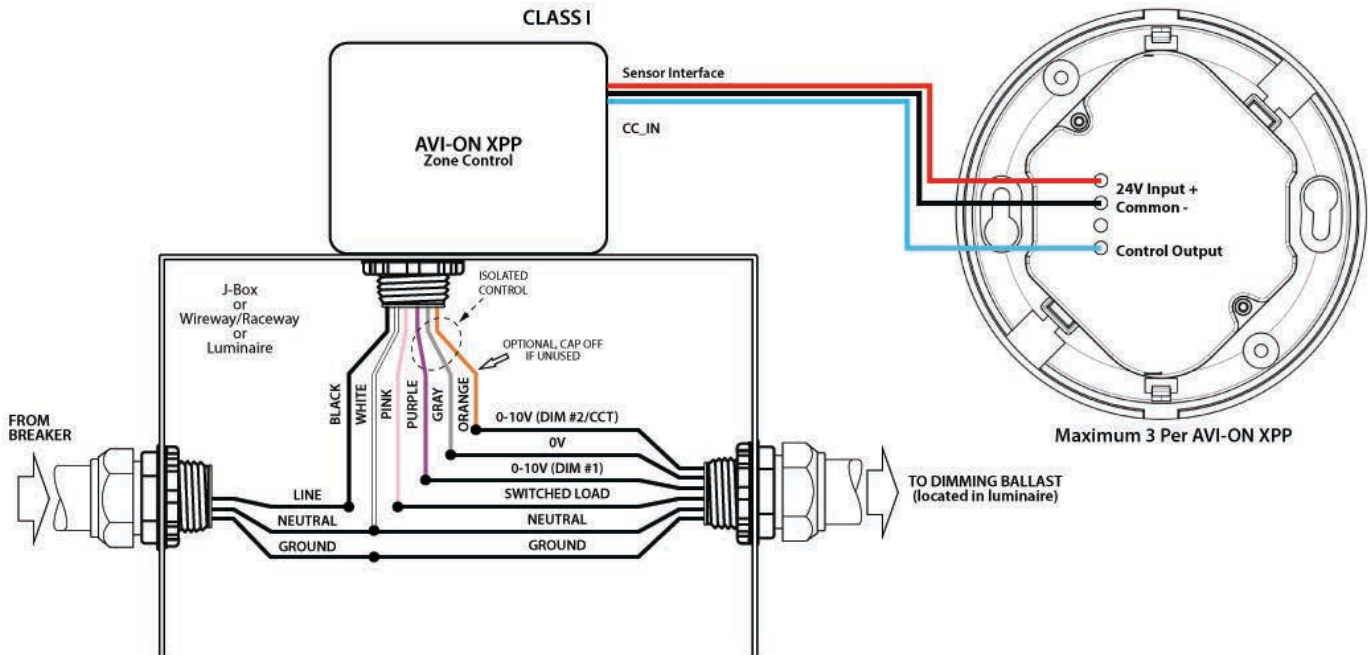 CLASS I
AVI-ON XPP
Zone Control
Sensor Interface
CC_IN
24V Input +
Common -
Control Output
Maximum 3 Per AVI-ON XPP
J-Box
or
Wireway/Raceway
or
Luminaire
ISOLATED
CONTROL
OPTIONAL, CAP OFF
IF UNUSED
BLACK
WHITE
PINK
PURPLE
GRAY
ORANGE
FROM
BREAKER
LINE
NEUTRAL
GROUND
0-10V (DIM #2/CCT)
0V
0-10V (DIM #1)
SWITCHED LOAD
NEUTRAL
GROUND
TO DIMMING BALLAST
(located in luminaire)